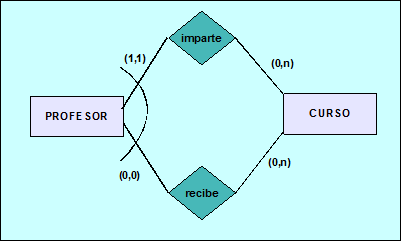 imparte
(1,1)
(0,n)
PROFESOR
CURSO
(0,0)
(0,n)
recibe